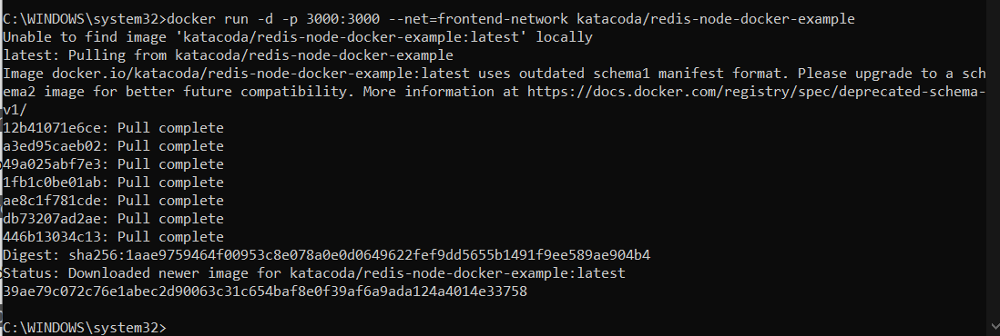 C:\WINDOWS\system32>docker run -d -p 3000:3000 --net=frontend-network katacoda/redis-node-docker-example
Unable to find image 'katacoda/redis-node-docker-example:latest' locally
latest: Pulling from katacoda/redis-node-docker-example
Image docker.io/katacoda/redis-node-docker-example:latest uses outdated schema1 manifest format. Please upgrade to a sch
ema2 image for better future compatibility. More information at https://docs.docker.com/registry/spec/deprecated-schema-
v1/
12b41071e6ce: Pull complete
a3ed95caeb02: Pull complete
49a025abf7e3: Pull complete
1fb1c0be01ab: Pull complete
ae8c1f781cde: Pull complete
db73207ad2ae: Pull complete
446b13034c13: Pull complete
Digest: sha256:1aae9759464f00953c8e078a0e0d0649622fef9dd5655b1491f9ee589ae904b4
Status: Downloaded newer image for katacoda/redis-node-docker-example:latest
39ae79c072c76e1abec2d90063c31c654baf8e0f39af6a9ada124a4014e33758
C:\WINDOWS\system32>